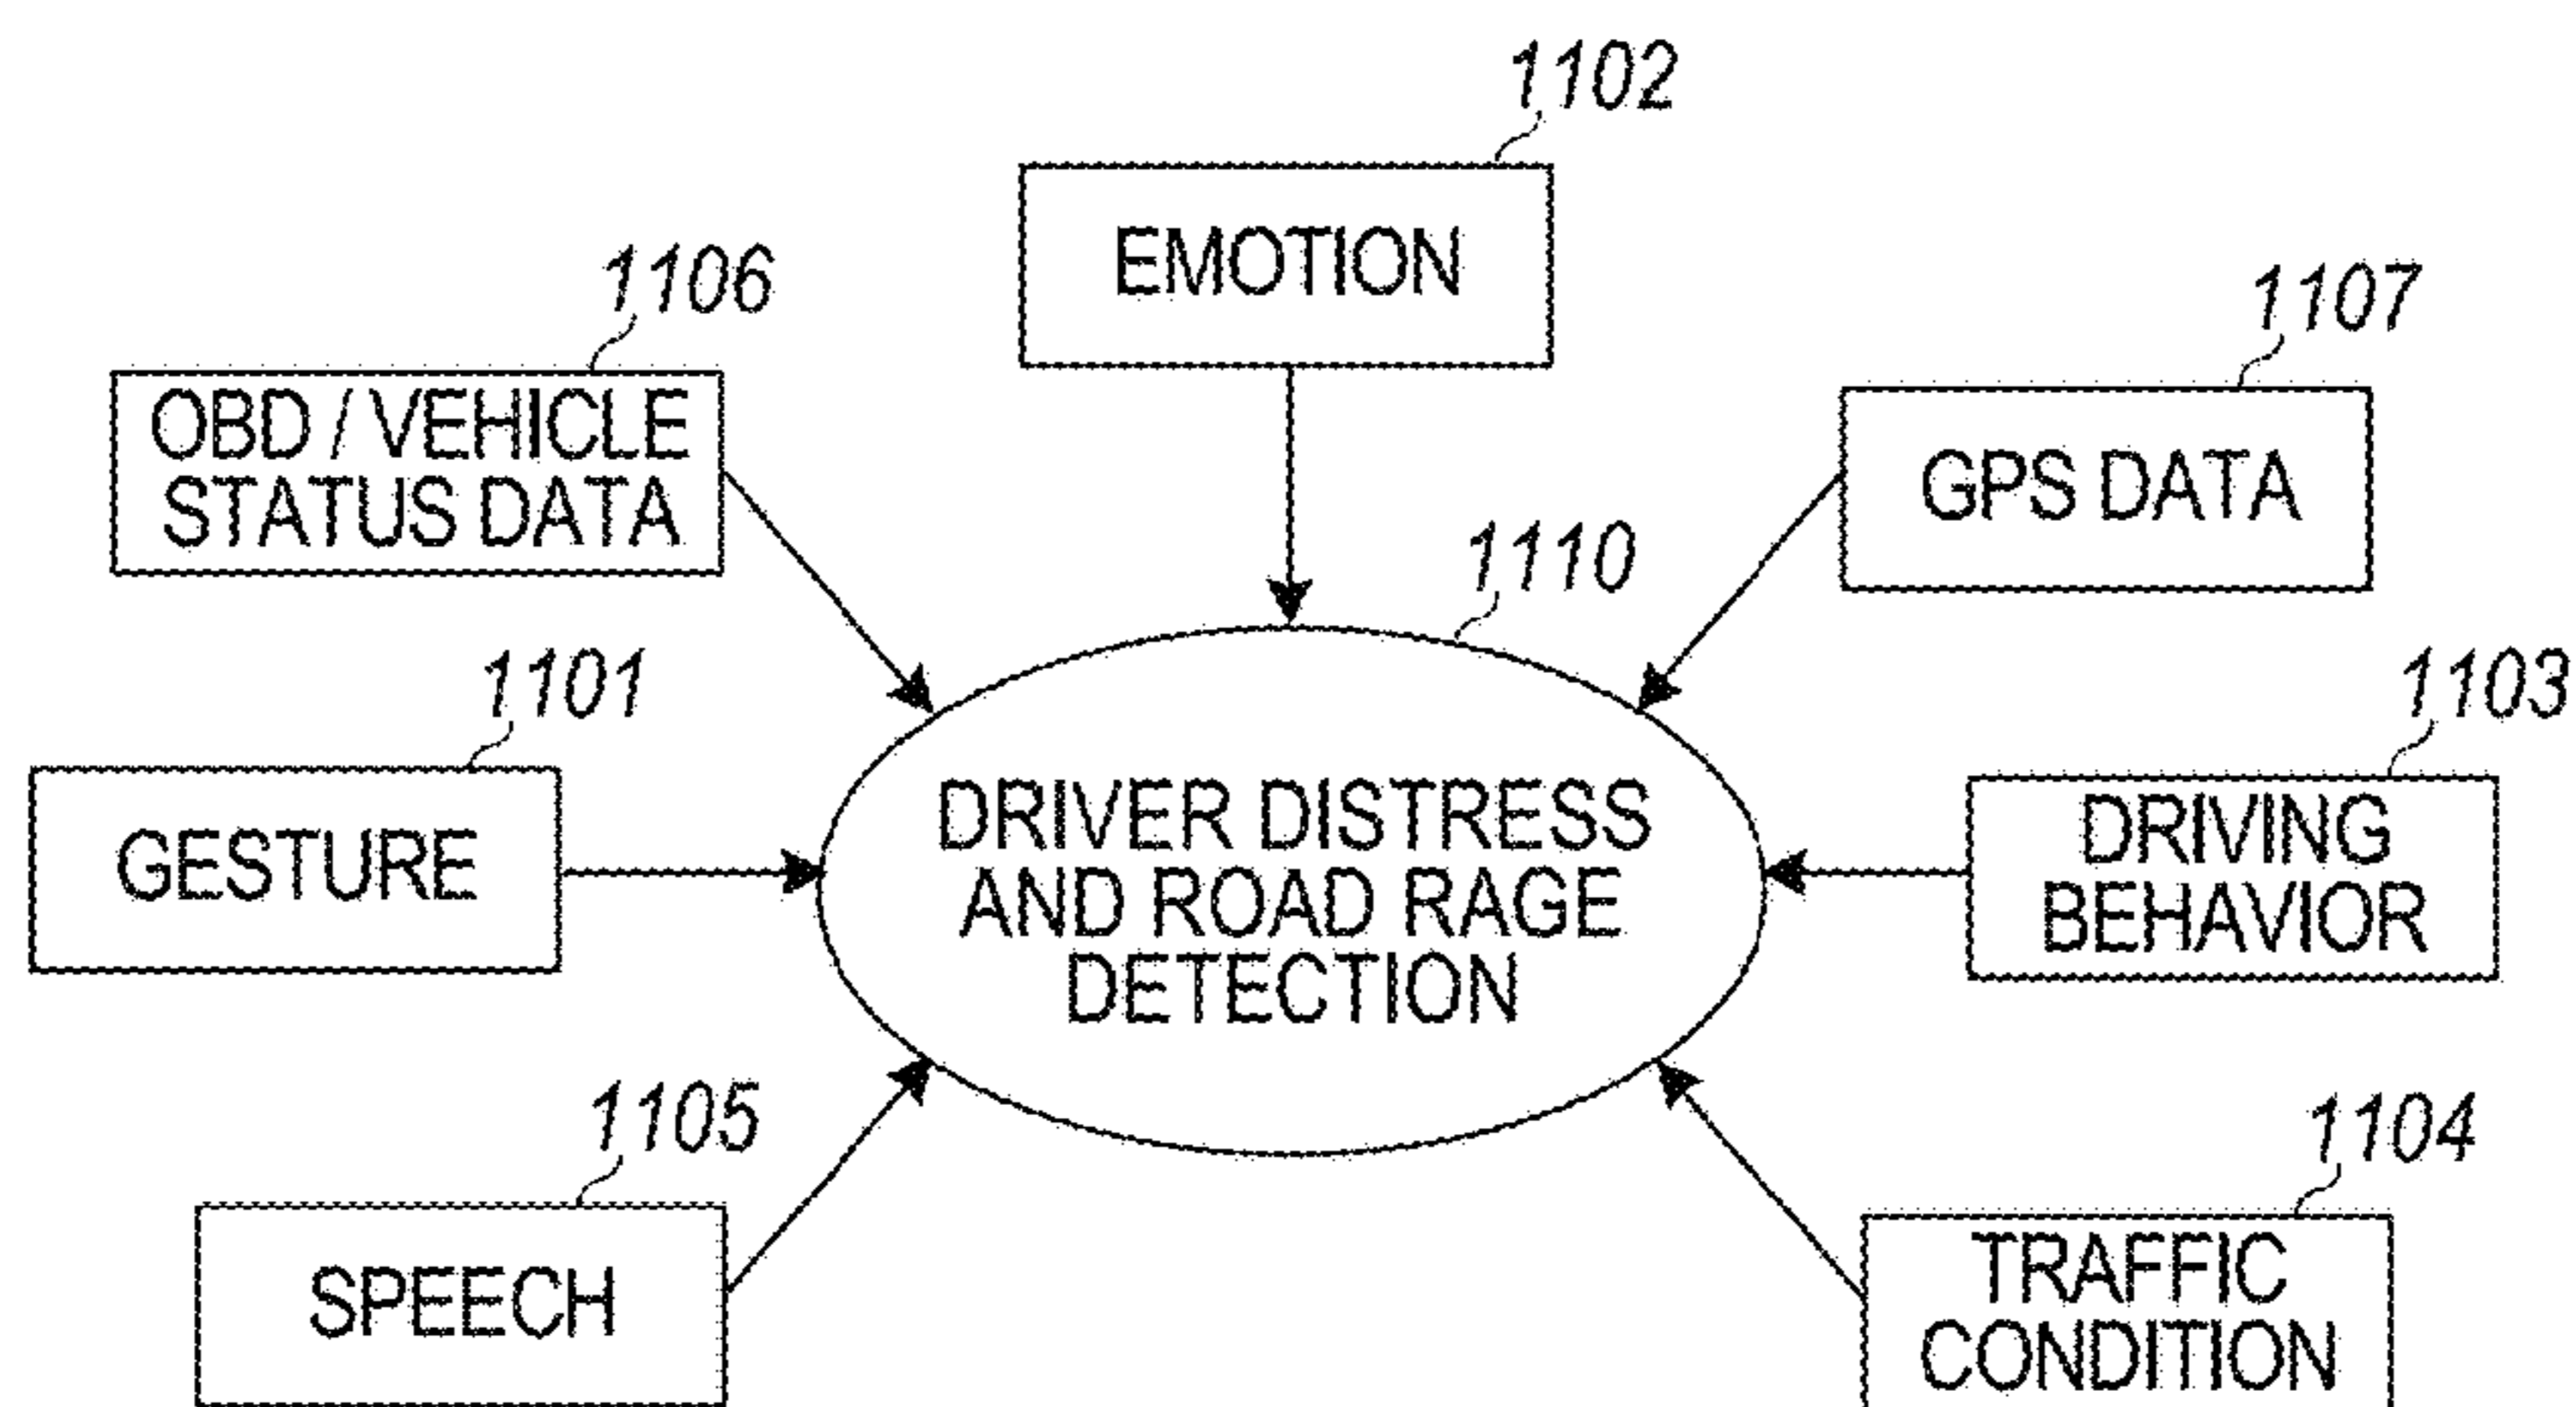 1102
EMOTION
1106
OBD / VEHICLE
STATUS DATA
1107
GPS DATA
1110
DRIVER DISTRESS
AND ROAD RAGE
DETECTION
1101
GESTURE
1103
DRIVING
BEHAVIOR
1105
SPEECH
1104
TRAFFIC
CONDITION